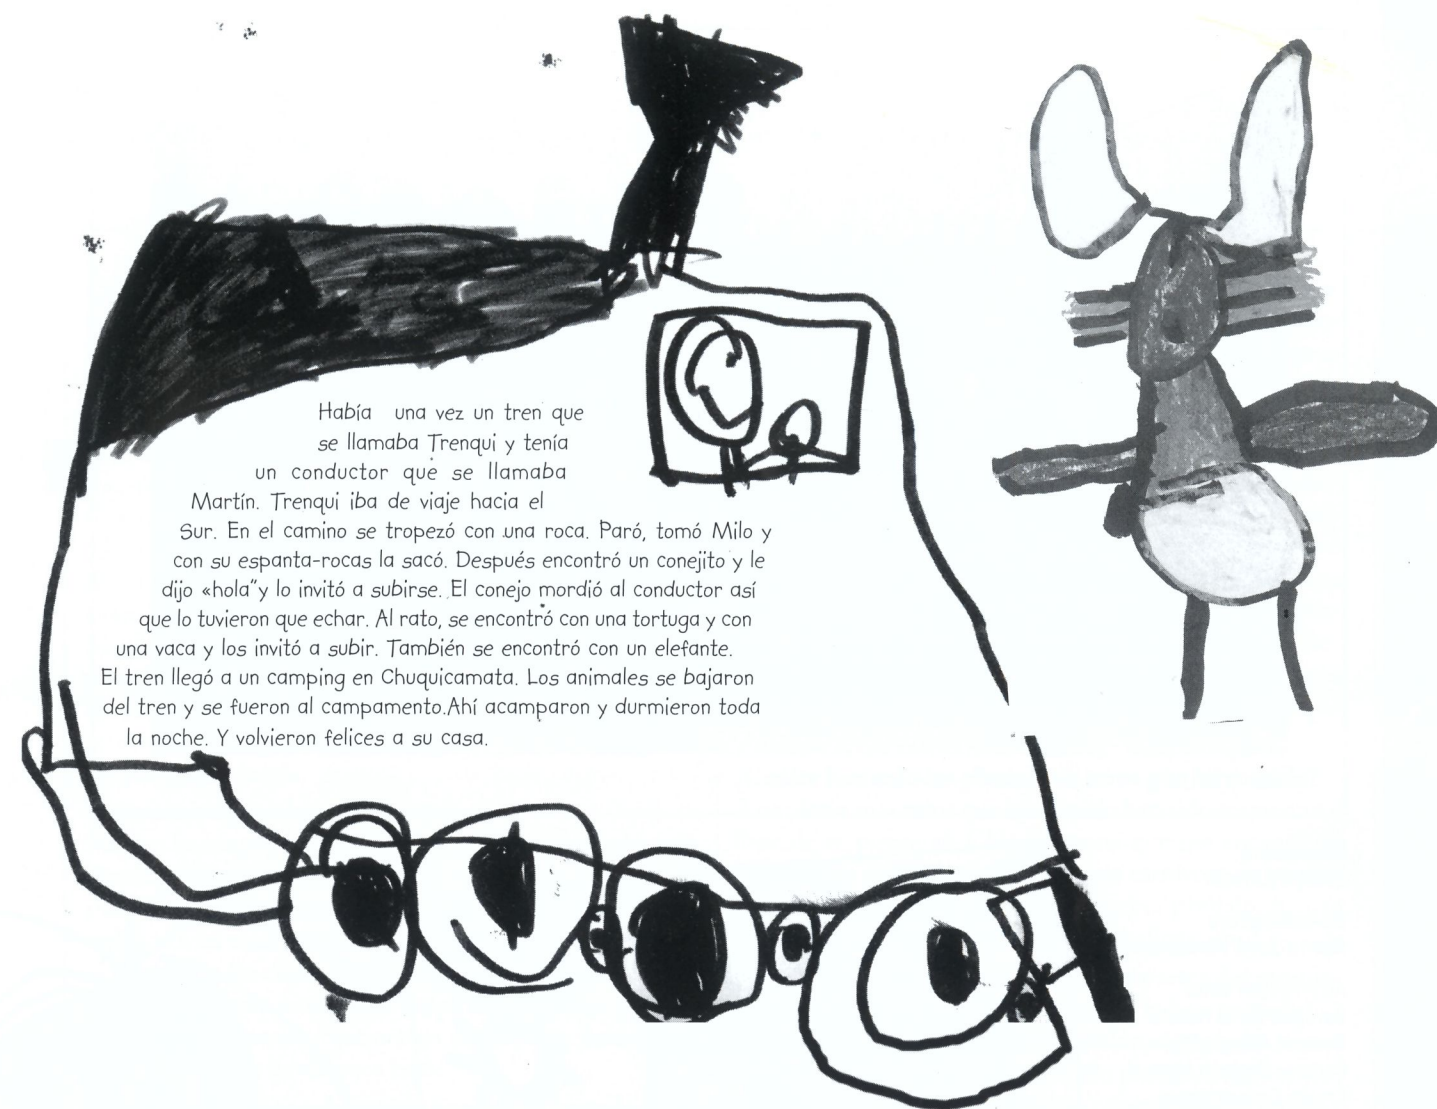 Había una vez un tren que
se llamaba Trenqui y tenía
un conductor que se llamaba
Martín. Trenqui iba de viaje hacia el
Sur. En el camino se tropezó con una roca. Paró, tomó Milo y
con su espanta-rocas la sacó. Después encontró un conejito y le
dijo «hola" y lo invitó a subirse. El conejo mordió al conductor así
que lo tuvieron que echar. Al rato, se encontró con una tortuga y con
una vaca y los invitó a subir. También se encontró con un elefante.
El tren llegó a un camping en Chuquicamata. Los animales se bajaron
del tren y se fueron al campamento.Ahí acamparon y durmieron toda
la noche. Y volvieron felices a su casa.